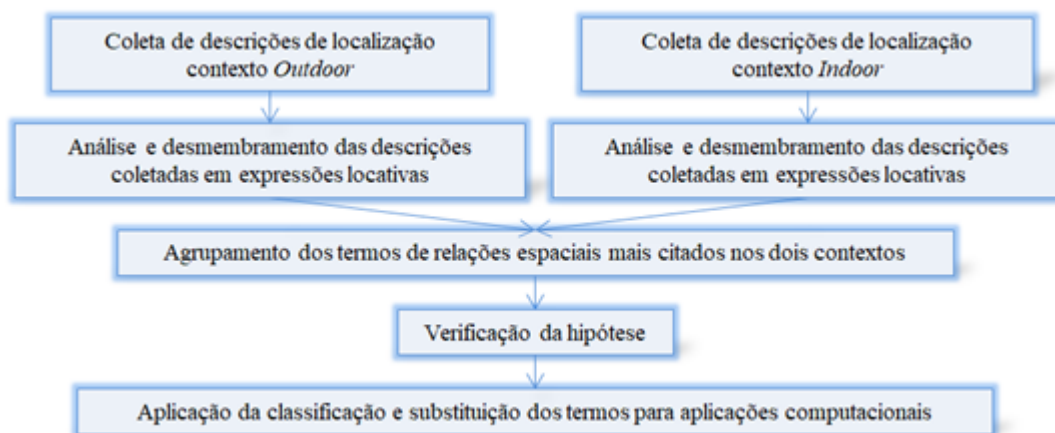 Coleta de descrições de localização
contexto Outdoor
Coleta de descrições de localização
contexto Indoor
Análise e desmembramento das descrições
coletadas em expressões locativas
Análise e desmembramento das descrições
coletadas em expressões locativas
Agrupamento dos termos de relações espaciais mais citados nos dois contextos
Verificação da hipótese
Aplicação da classificação e substituição dos termos para aplicações computacionais